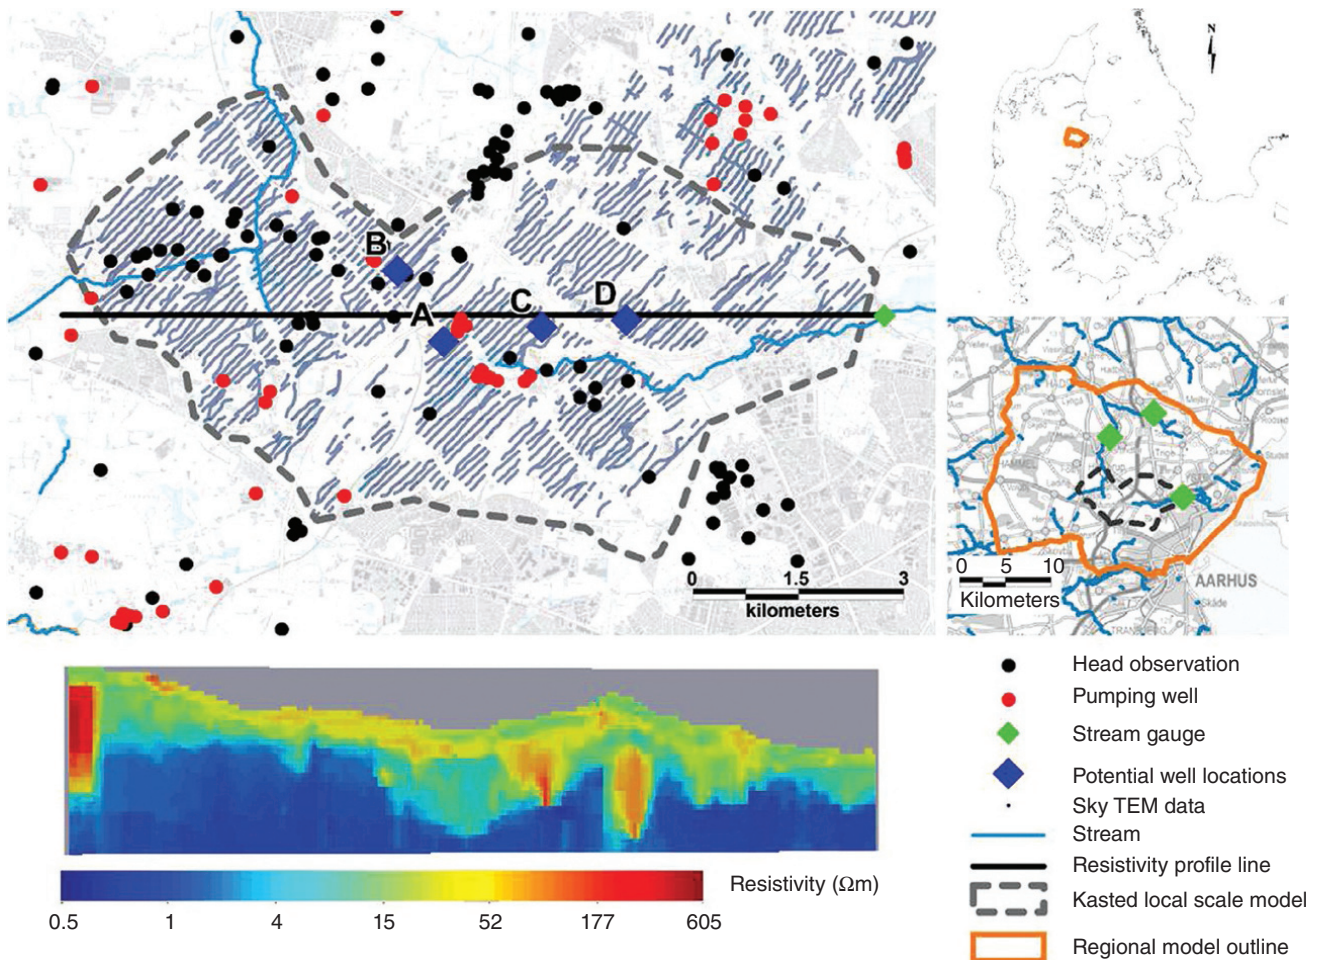 N
B
A
C
D
0 1.5 3
kilometers
0 5 10
Kilometers
AARHUS
Skåde
Head observation
Pumping well
Stream gauge
Potential well locations
Sky TEM data
Stream
Resistivity profile line
Kasted local scale model
Regional model outline
Resistivity (Ωm)
0.5 1 4 15 52 177 605